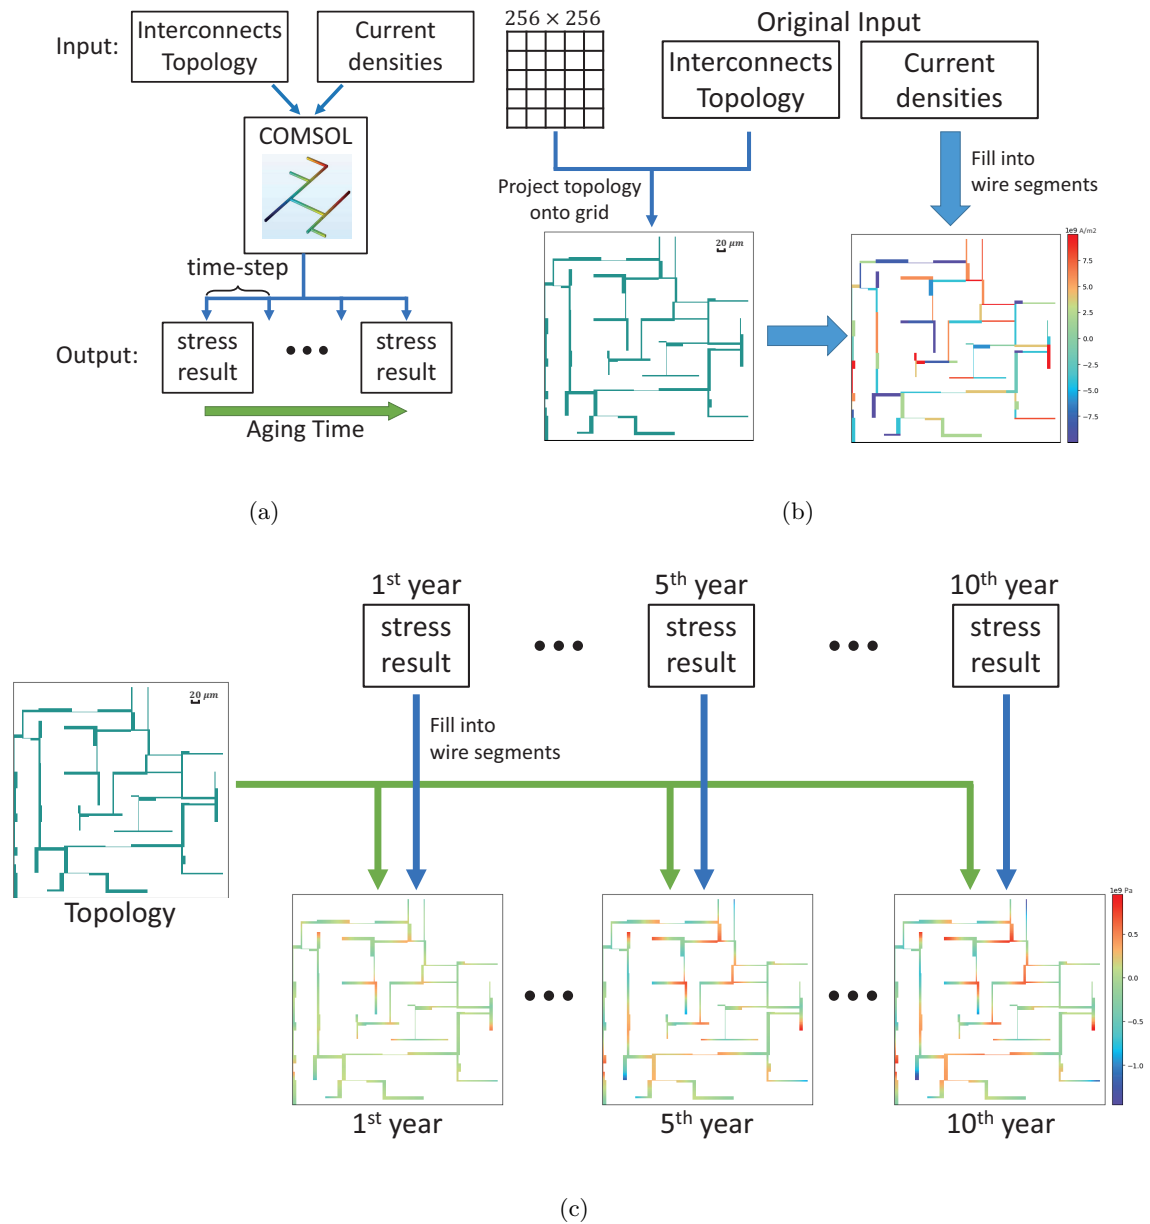 Input:
Interconnects
Topology
Current
densities
COMSOL
time-step
Output:
stress
result
•••
stress
result
Aging Time
(a)
256 × 256
Original Input
Interconnects
Topology
Current
densities
Project topology
onto grid
Fill into
wire segments
20 μm
1e9 A/m2
7.5
5.0
2.5
0.0
−2.5
−5.0
−7.5
(b)
1st year
5th year
10th year
stress
result
•••
stress
result
•••
stress
result
20 μm
Topology
Fill into
wire segments
•••
•••
1e9 Pa
0.5
0.0
−0.5
−1.0
1st year
5th year
10th year
(c)